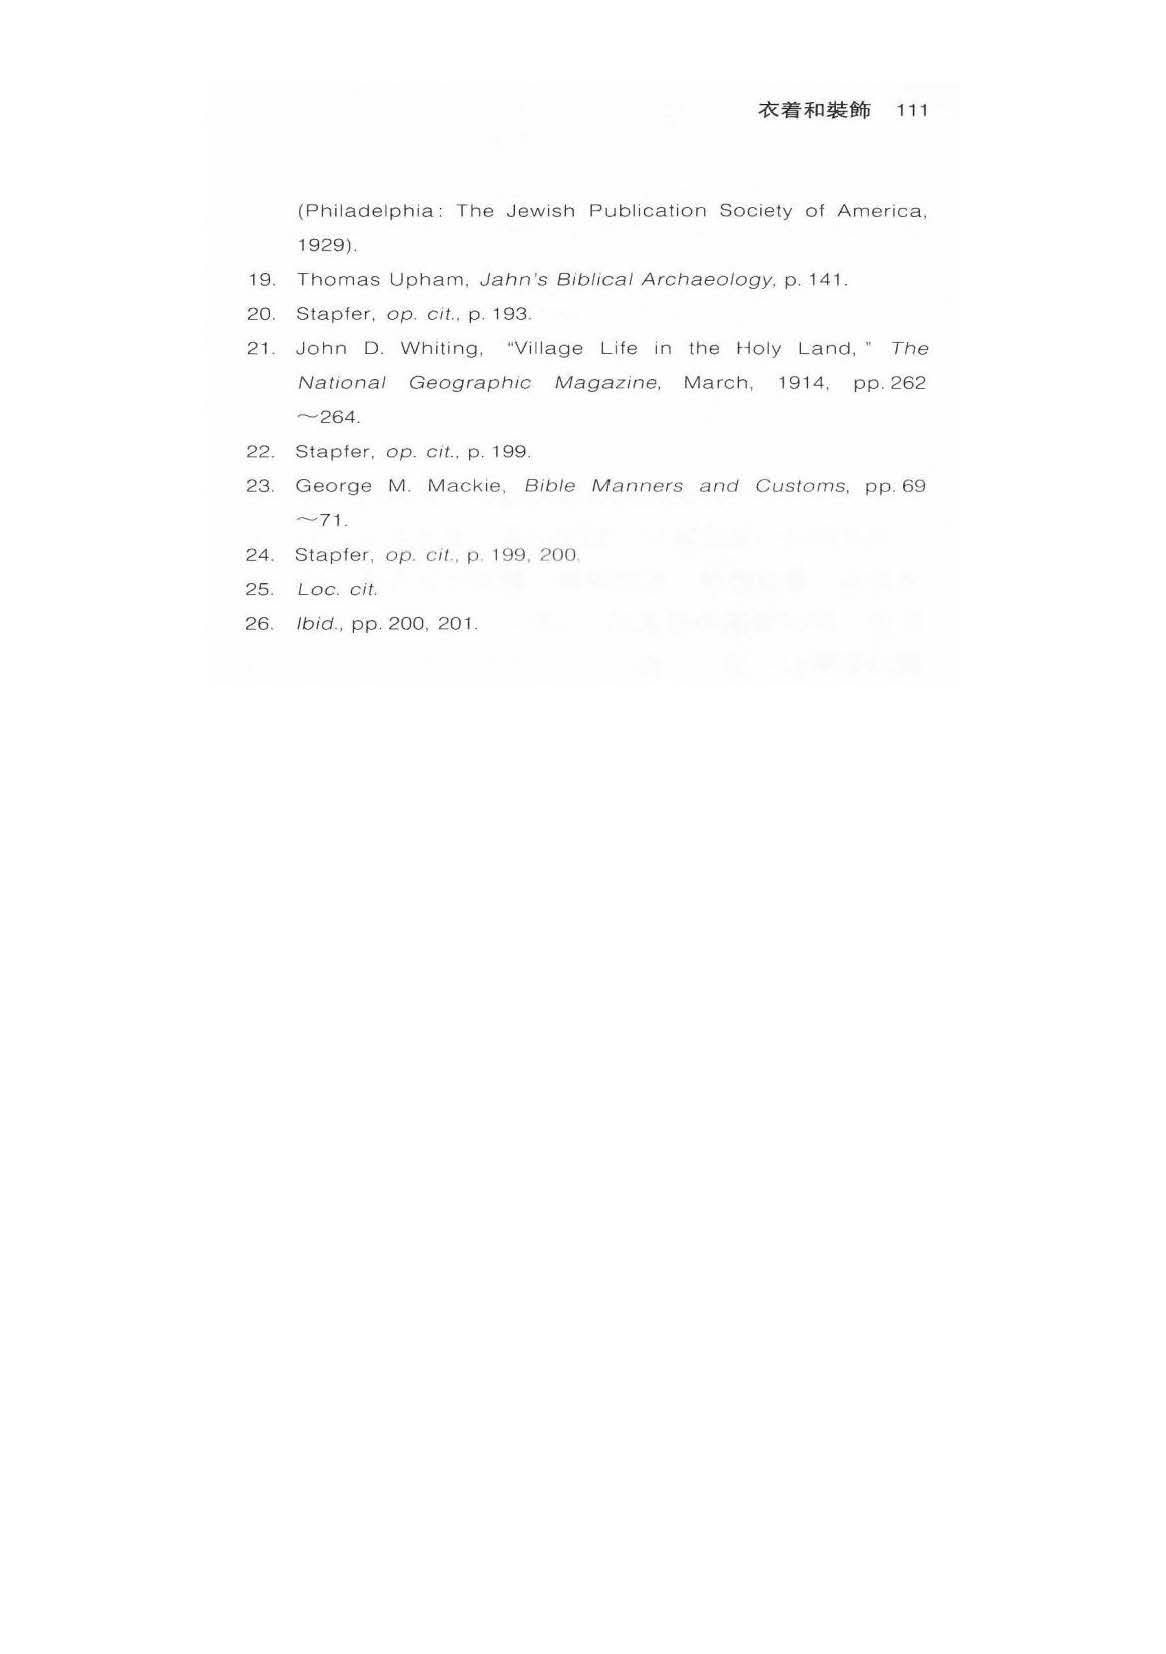 衣着和裝飾 111
(Philadelphia: The Jewish Publication Society of America,
1929).
19. Thomas Upham, Jahn's Biblical Archaeology, p. 141.
20. Stapfer, op. cit., p. 193.
21. John D. Whiting, “Village Life in the Holy Land,” The
National Geographic Magazine, March, 1914, pp. 262
～264.
22. Stapfer, op. cit., p. 199.
23. George M. Mackie, Bible Manners and Customs, pp. 69
～71.
24. Stapfer, op. cit., p. 199, 200.
25. Loc. cit.
26. Ibid., pp. 200, 201.